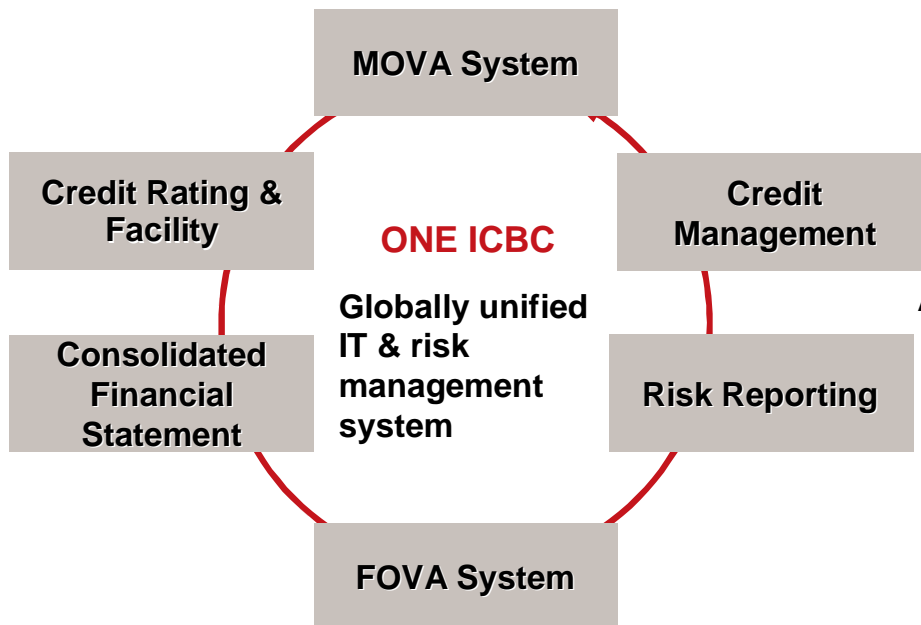 MOVA System
Credit Rating &
Facility
Credit
Management
ONE ICBC
Globally unified
IT & risk
management
system
Consolidated
Financial
Statement
Risk Reporting
FOVA System